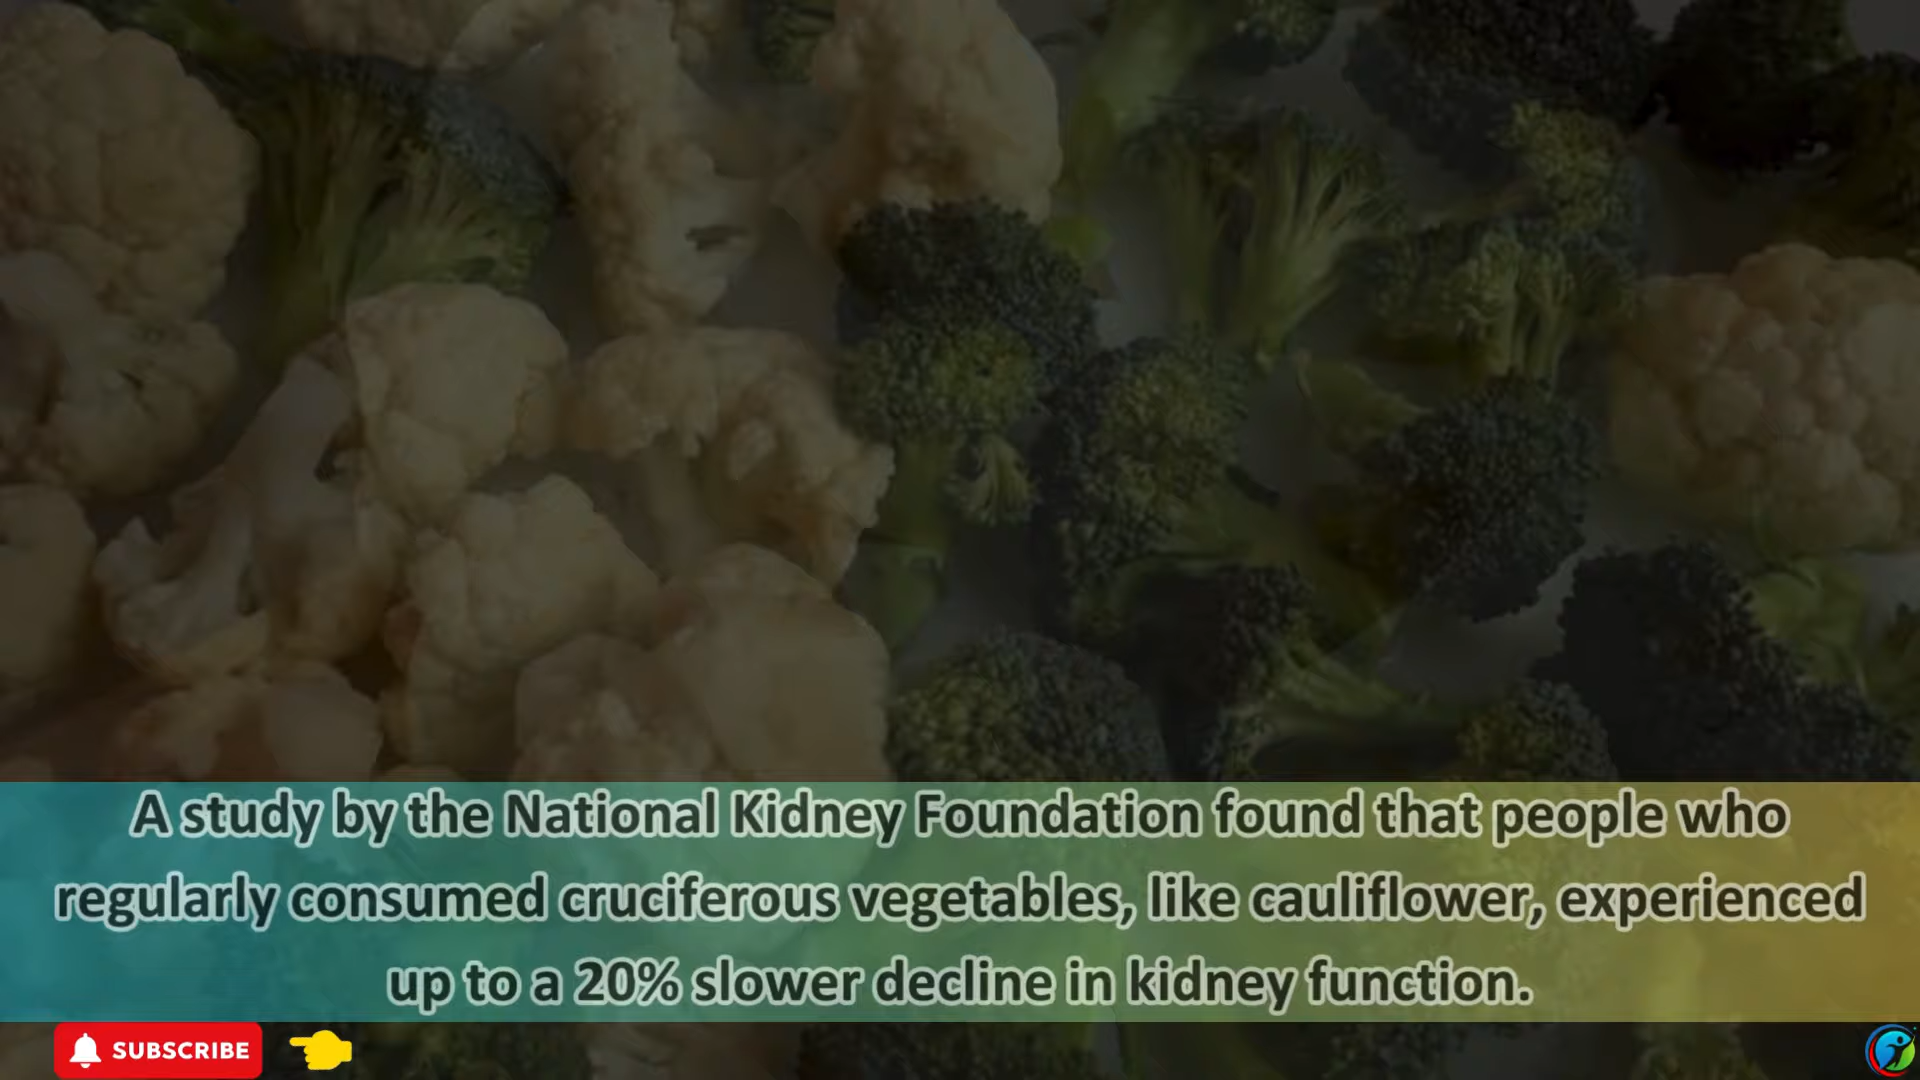 A study by the National Kidney Foundation found that people who
regularly consumed cruciferous vegetables, like cauliflower, experienced
up to a 20% slower decline in kidney function.
SUBSCRIBE